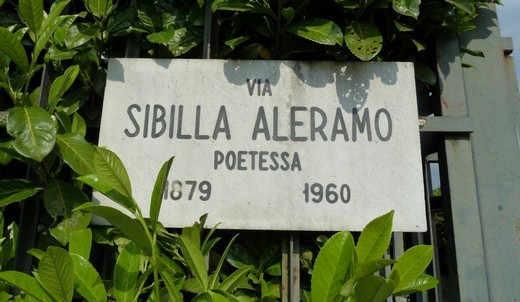 VIA
SIBILLA ALERAMO
POETESSA
1879 1960